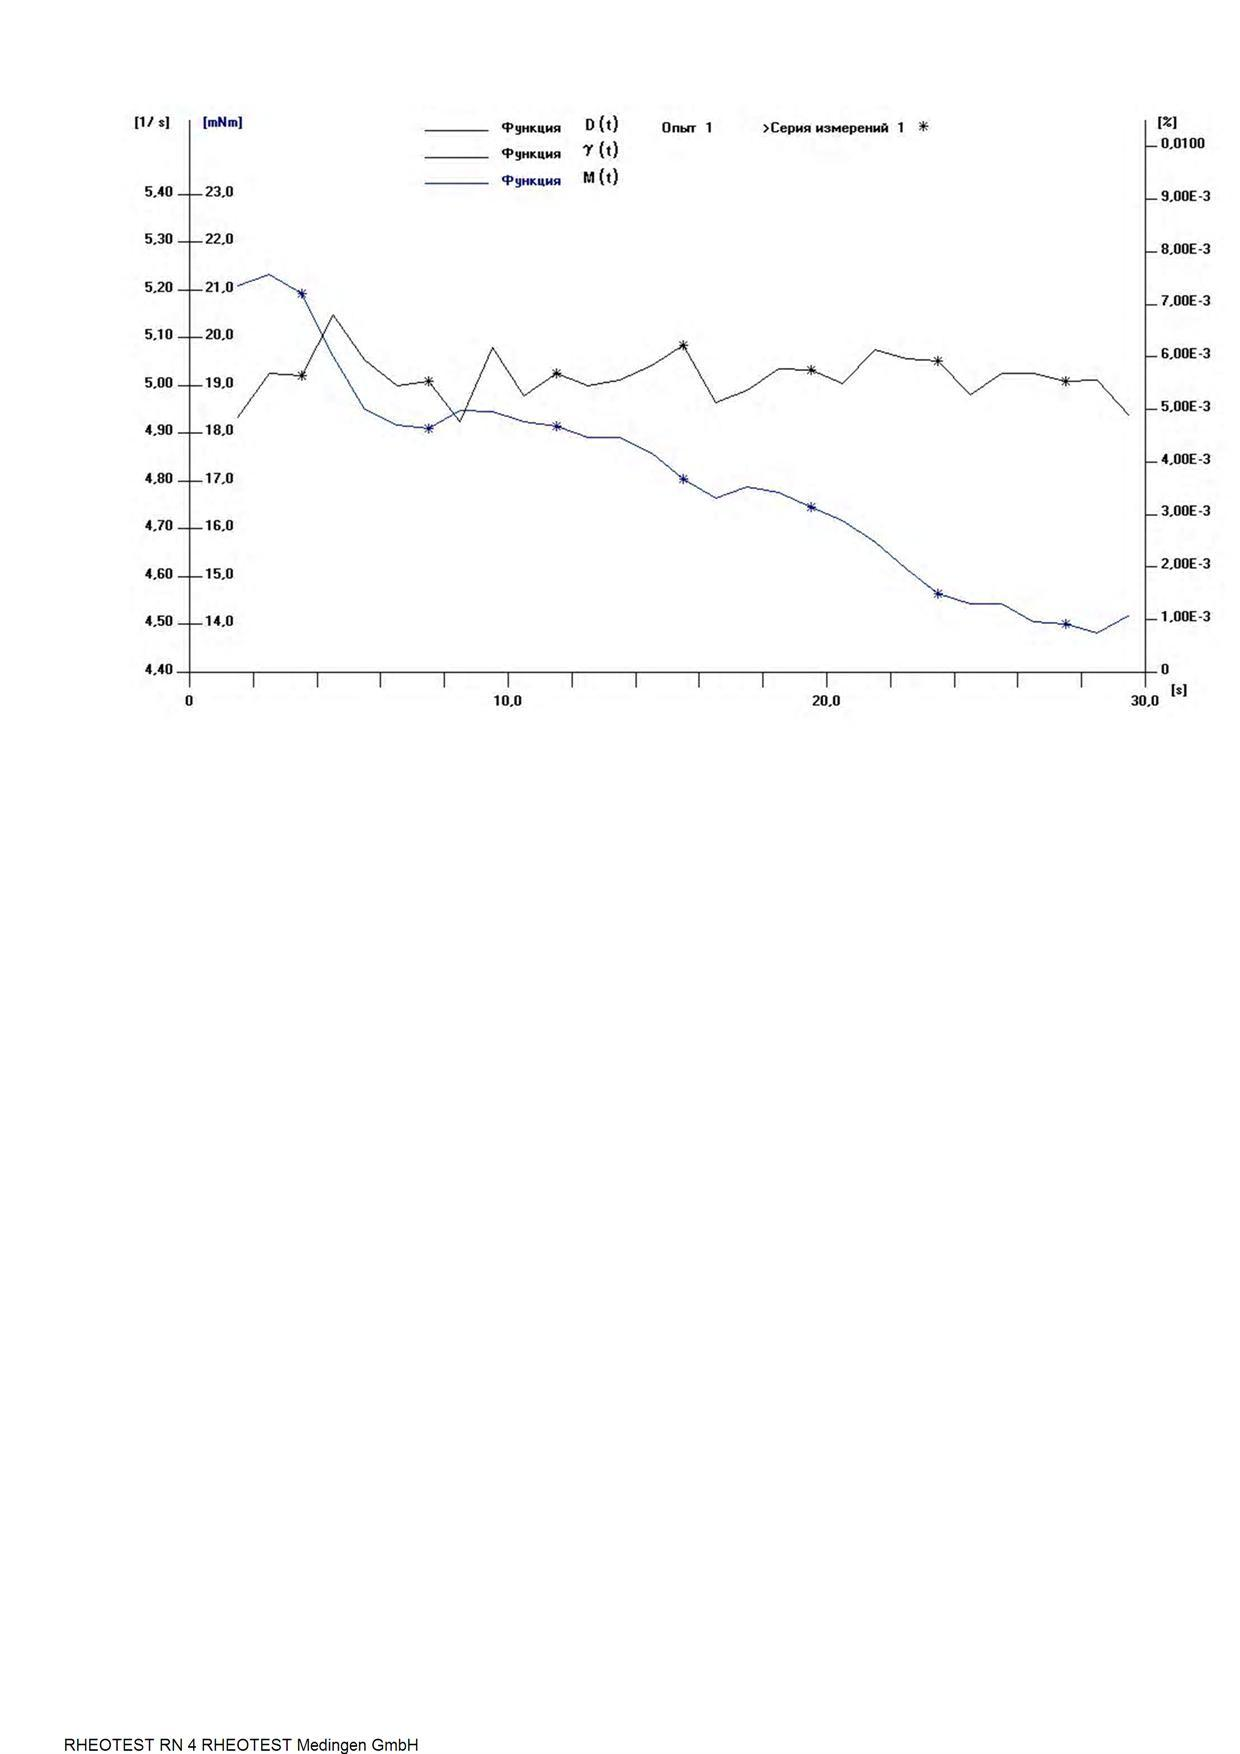 [1/ s] [mNm] Функция D (t) Опыт 1 >Серия измерений 1 * [%]
Функция γ (t)
Функция M (t)
0,0100
5,40 23,0 9,00E-3
5,30 22,0 8,00E-3
5,20 21,0 7,00E-3
5,10 20,0 6,00E-3
5,00 19,0 5,00E-3
4,90 18,0 4,00E-3
4,80 17,0 3,00E-3
4,70 16,0 2,00E-3
4,60 15,0 1,00E-3
4,50 14,0
4,40 0
[s]
0 10,0 20,0 30,0
RHEOTEST RN 4 RHEOTEST Medingen GmbH